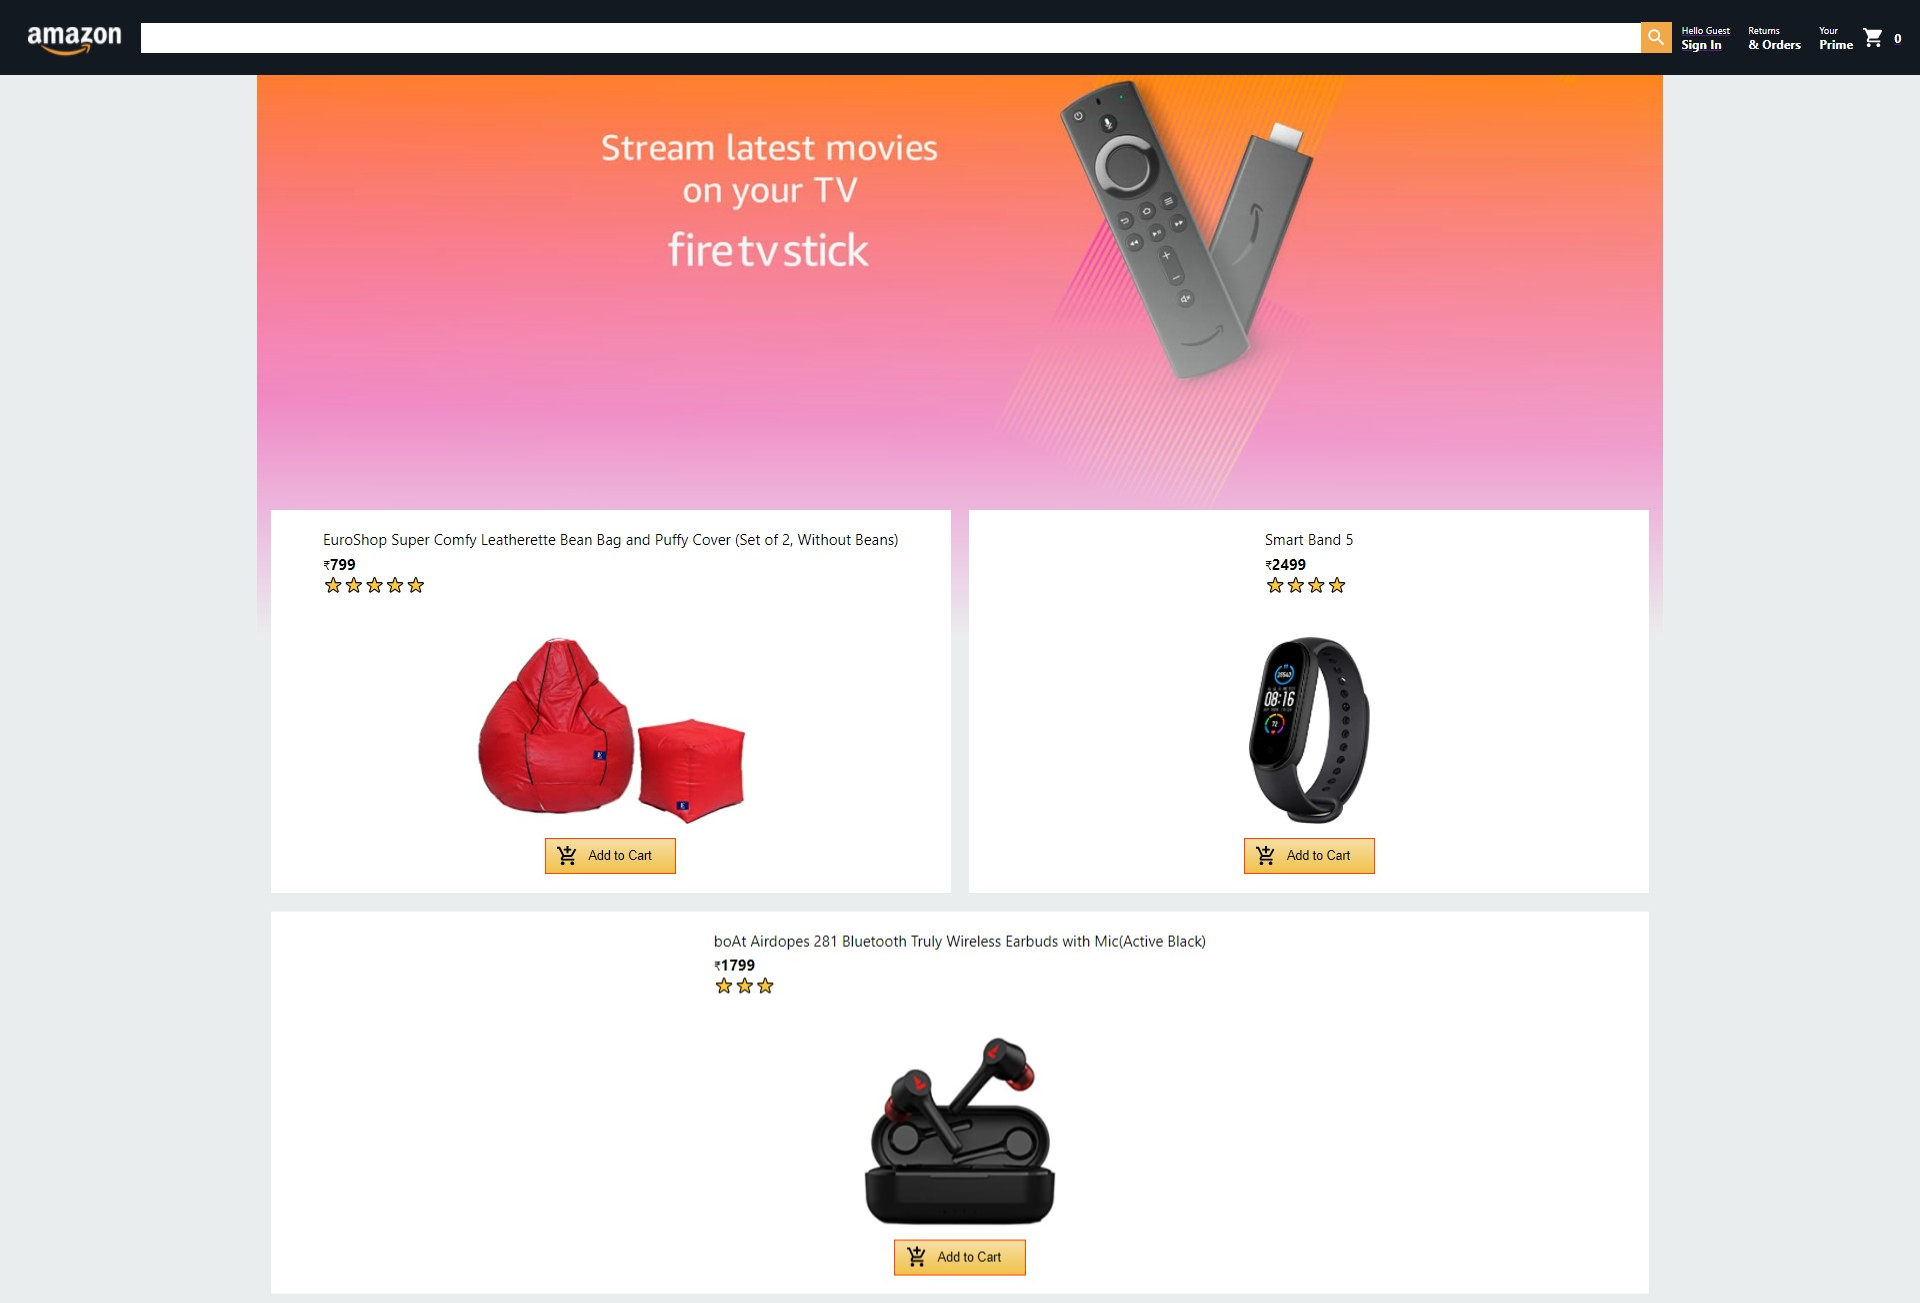 amazon
Hello Guest
Sign In
Returns
& Orders
Your
Prime
0
Stream latest movies
on your TV
fire tv stick
EuroShop Super Comfy Leatherette Bean Bag and Puffy Cover (Set of 2, Without Beans)
₹799
Add to Cart
Smart Band 5
₹2499
08:16
Add to Cart
boAt Airdopes 281 Bluetooth Truly Wireless Earbuds with Mic(Active Black)
₹1799
Add to Cart